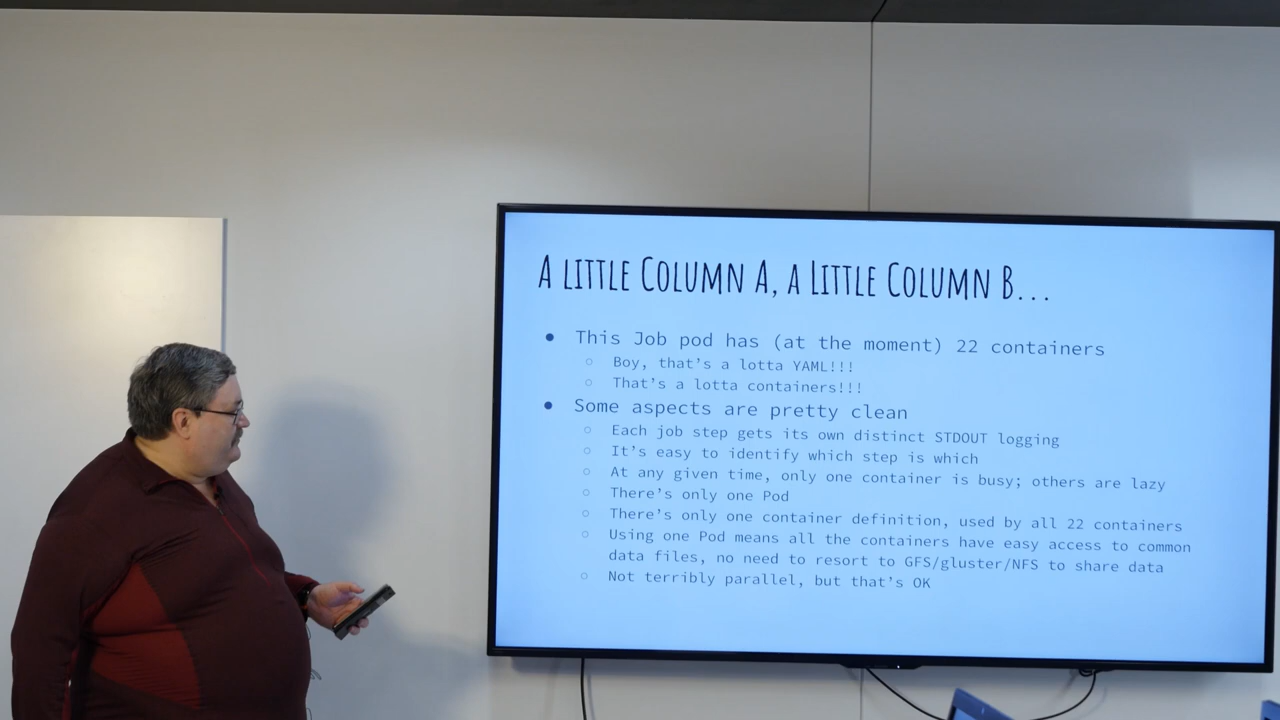 A little Column A, a Little Column B...
● This Job pod has (at the moment) 22 containers
○ Boy, that's a lotta YAML!!!
○ That's a lotta containers!!!
● Some aspects are pretty clean
○ Each job step gets its own distinct STDOUT logging
○ It's easy to identify which step is which
○ At any given time, only one container is busy; others are lazy
○ There's only one Pod
○ There's only one container definition, used by all 22 containers
○ Using one Pod means all the containers have easy access to common
data files, no need to resort to GFS/gluster/NFS to share data
○ Not terribly parallel, but that's OK